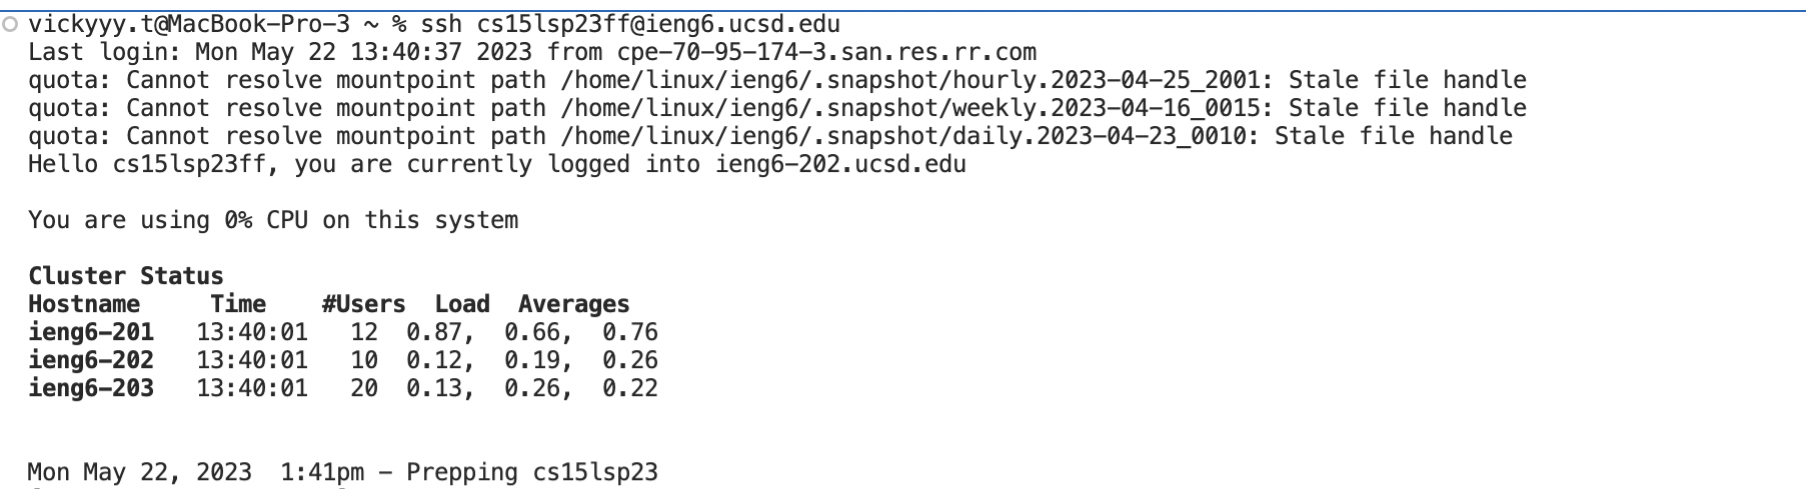 vickyyy.t@MacBook-Pro-3 ~ % ssh cs15lsp23ff@ieng6.ucsd.edu
Last login: Mon May 22 13:40:37 2023 from cpe-70-95-174-3.san.res.rr.com
quota: Cannot resolve mountpoint path /home/linux/ieng6/.snapshot/hourly.2023-04-25_2001: Stale file handle
quota: Cannot resolve mountpoint path /home/linux/ieng6/.snapshot/weekly.2023-04-16_0015: Stale file handle
quota: Cannot resolve mountpoint path /home/linux/ieng6/.snapshot/daily.2023-04-23_0010: Stale file handle
Hello cs15lsp23ff, you are currently logged into ieng6-202.ucsd.edu
You are using 0% CPU on this system
Cluster Status
Hostname Time #Users Load Averages
ieng6-201 13:40:01 12 0.87, 0.66, 0.76
ieng6-202 13:40:01 10 0.12, 0.19, 0.26
ieng6-203 13:40:01 20 0.13, 0.26, 0.22
Mon May 22, 2023 1:41pm - Prepping cs15lsp23